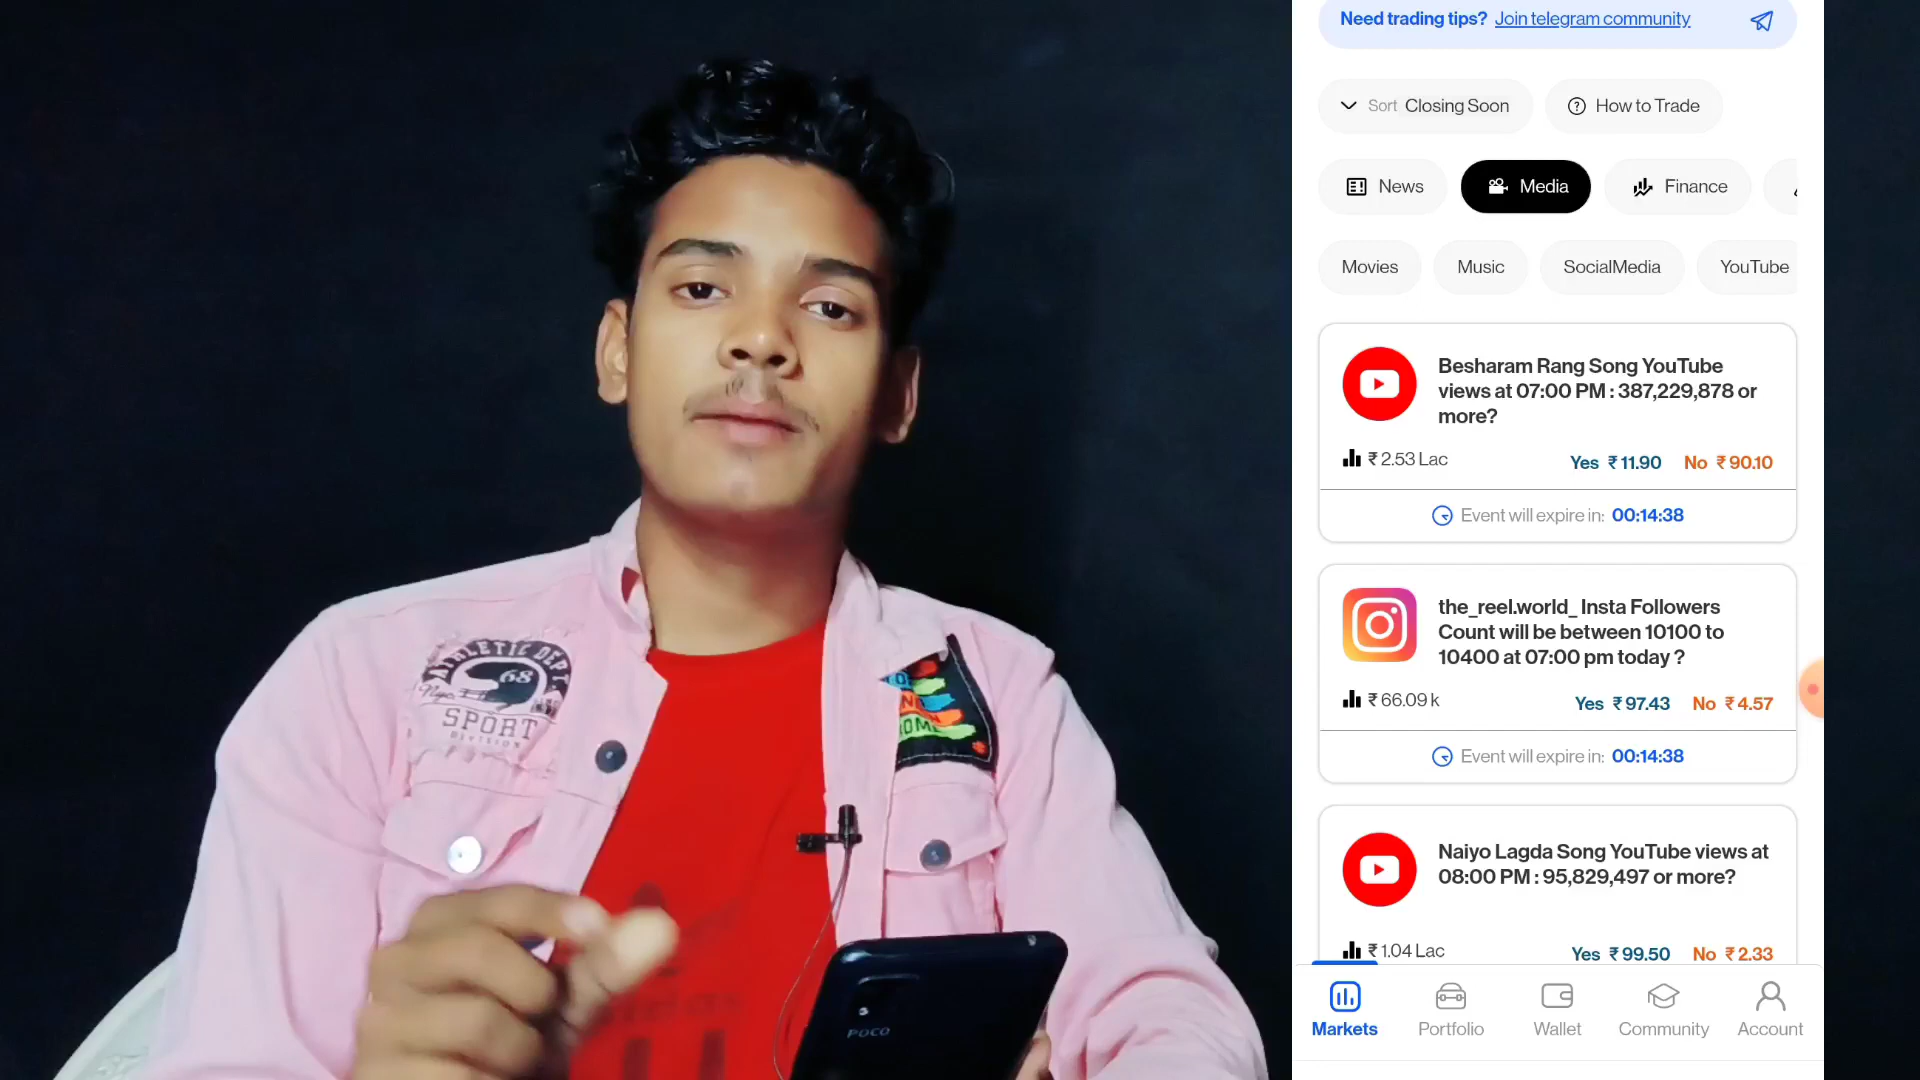 Need trading tips? Join telegram community
Sort Closing Soon
How to Trade
News
Media
Finance
Movies
Music
SocialMedia
YouTube
Besharam Rang Song YouTube
views at 07:00 PM : 387,229,878 or
more?
₹ 2.53 Lac
Yes ₹ 11.90 No ₹ 90.10
Event will expire in: 00:14:38
the_reel.world_ Insta Followers
Count will be between 10100 to
10400 at 07:00 pm today ?
₹ 66.09 k
Yes ₹ 97.43 No ₹ 4.57
Event will expire in: 00:14:38
Naiyo Lagda Song YouTube views at
08:00 PM : 95,829,497 or more?
₹ 1.04 Lac
Yes ₹ 99.50 No ₹ 2.33
Markets
Portfolio
Wallet
Community
Account
ATHLETIC DEPT
68
SPORT
DIVISION
POCO